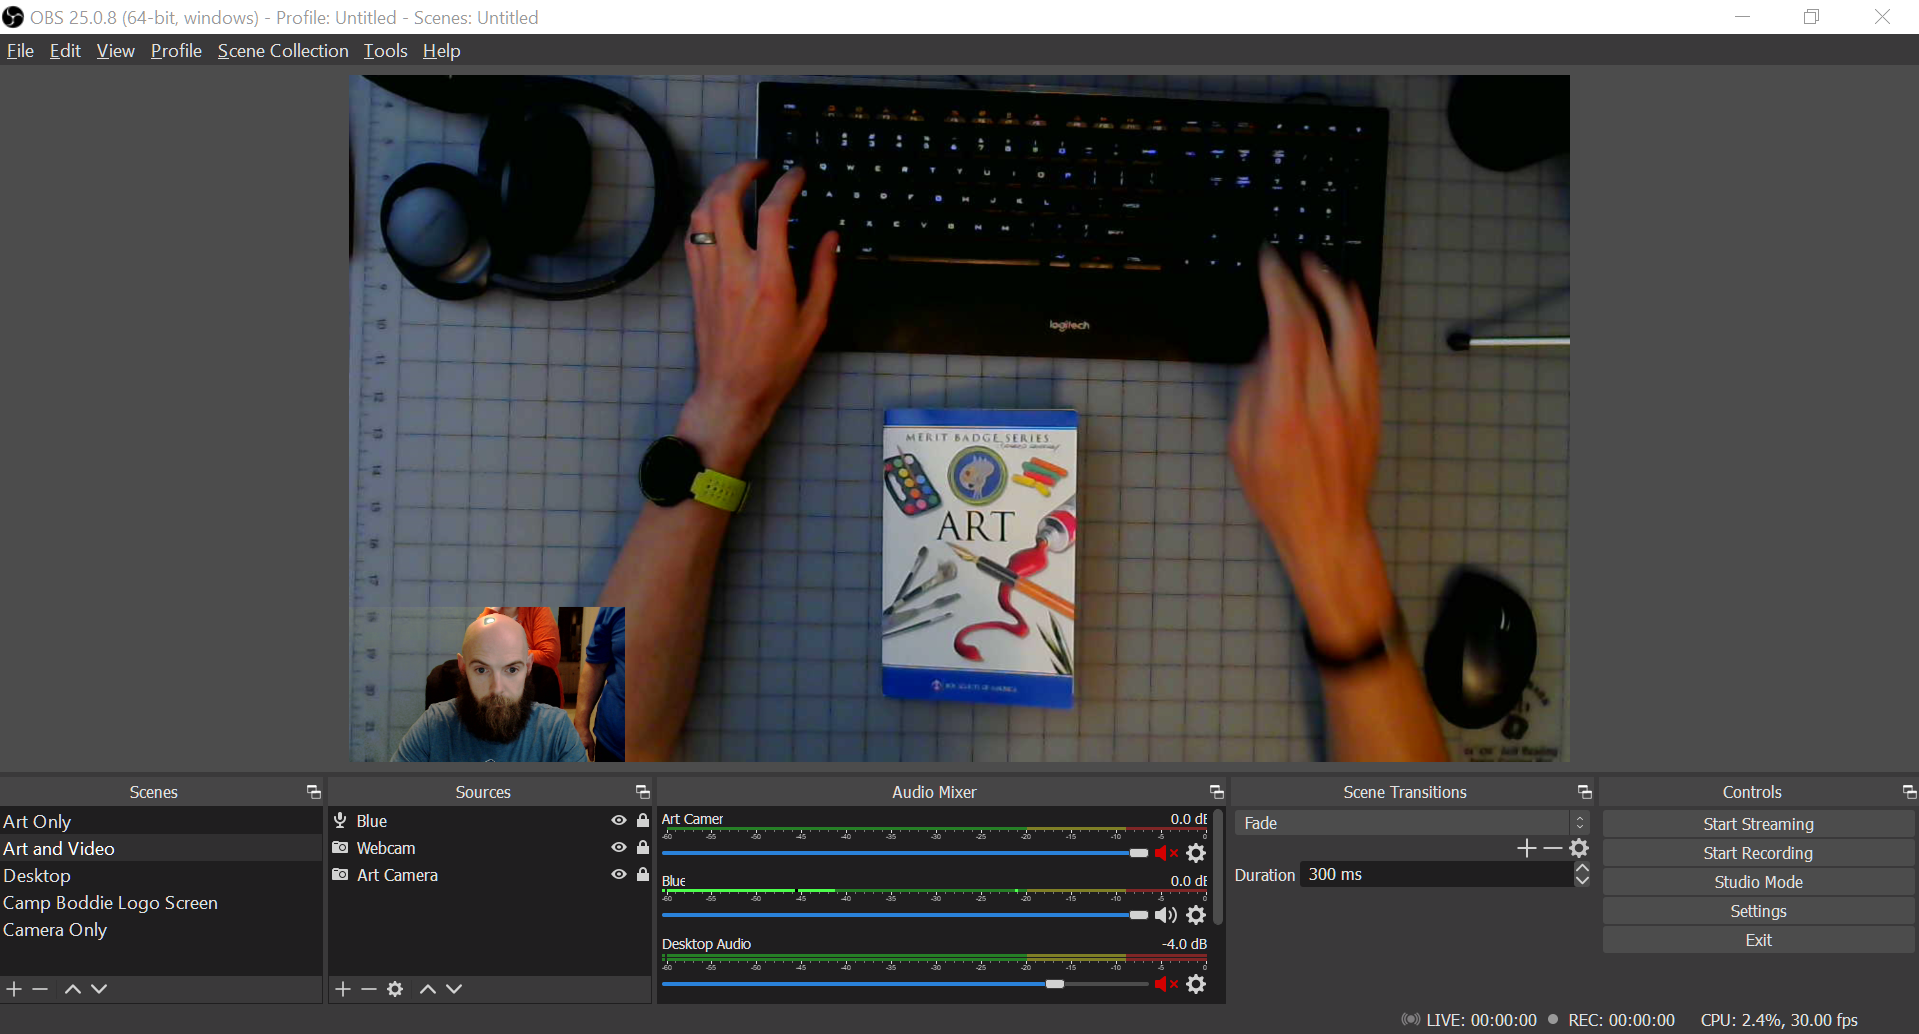 OBS 25.0.8 (64-bit, windows) - Profile: Untitled - Scenes: Untitled
File Edit View Profile Scene Collection Tools Help
logitech
MERIT BADGE SERIES
ART
Scenes
Art Only
Art and Video
Desktop
Camp Boddie Logo Screen
Camera Only
Sources
Blue
Webcam
Art Camera
Audio Mixer
Art Camer 0.0 dB
-60 -55 -50 -45 -40 -35 -30 -25 -20 -15 -10 -5 0
Blue 0.0 dB
-60 -55 -50 -45 -40 -35 -30 -25 -20 -15 -10 -5 0
Desktop Audio -4.0 dB
-60 -55 -50 -45 -40 -35 -30 -25 -20 -15 -10 -5 0
Scene Transitions
Fade
Duration 300 ms
Controls
Start Streaming
Start Recording
Studio Mode
Settings
Exit
LIVE: 00:00:00 REC: 00:00:00 CPU: 2.4%, 30.00 fps